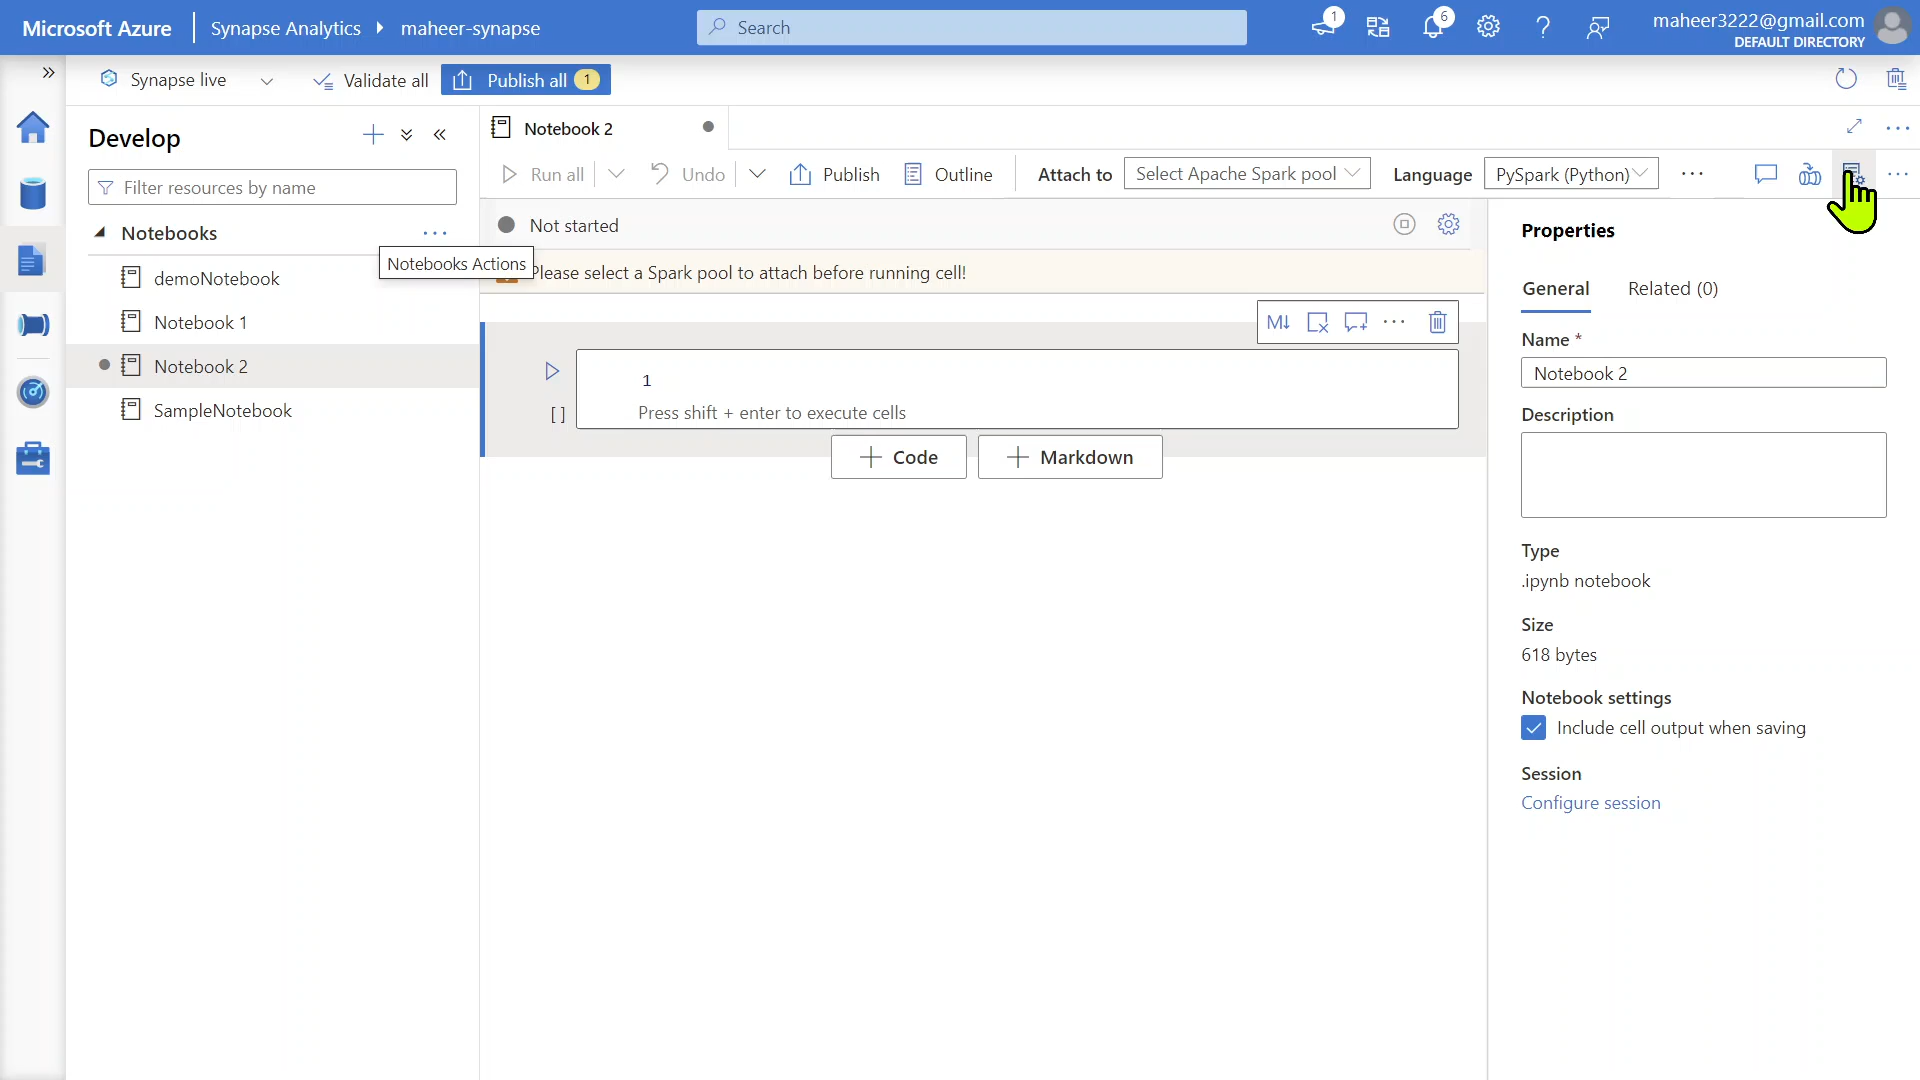 Microsoft Azure
Synapse Analytics
maheer-synapse
Search
1
6
maheer3222@gmail.com
DEFAULT DIRECTORY
Synapse live
Validate all
Publish all 1
Develop
Filter resources by name
Notebooks
Notebooks Actions
demoNotebook
Notebook 1
Notebook 2
SampleNotebook
Notebook 2
Run all
Undo
Publish
Outline
Attach to
Select Apache Spark pool
Language
PySpark (Python)
Not started
Please select a Spark pool to attach before running cell!
M↓
[ ]
1
Press shift + enter to execute cells
+ Code
+ Markdown
Properties
General
Related (0)
Name *
Notebook 2
Description
Type
.ipynb notebook
Size
618 bytes
Notebook settings
Include cell output when saving
Session
Configure session